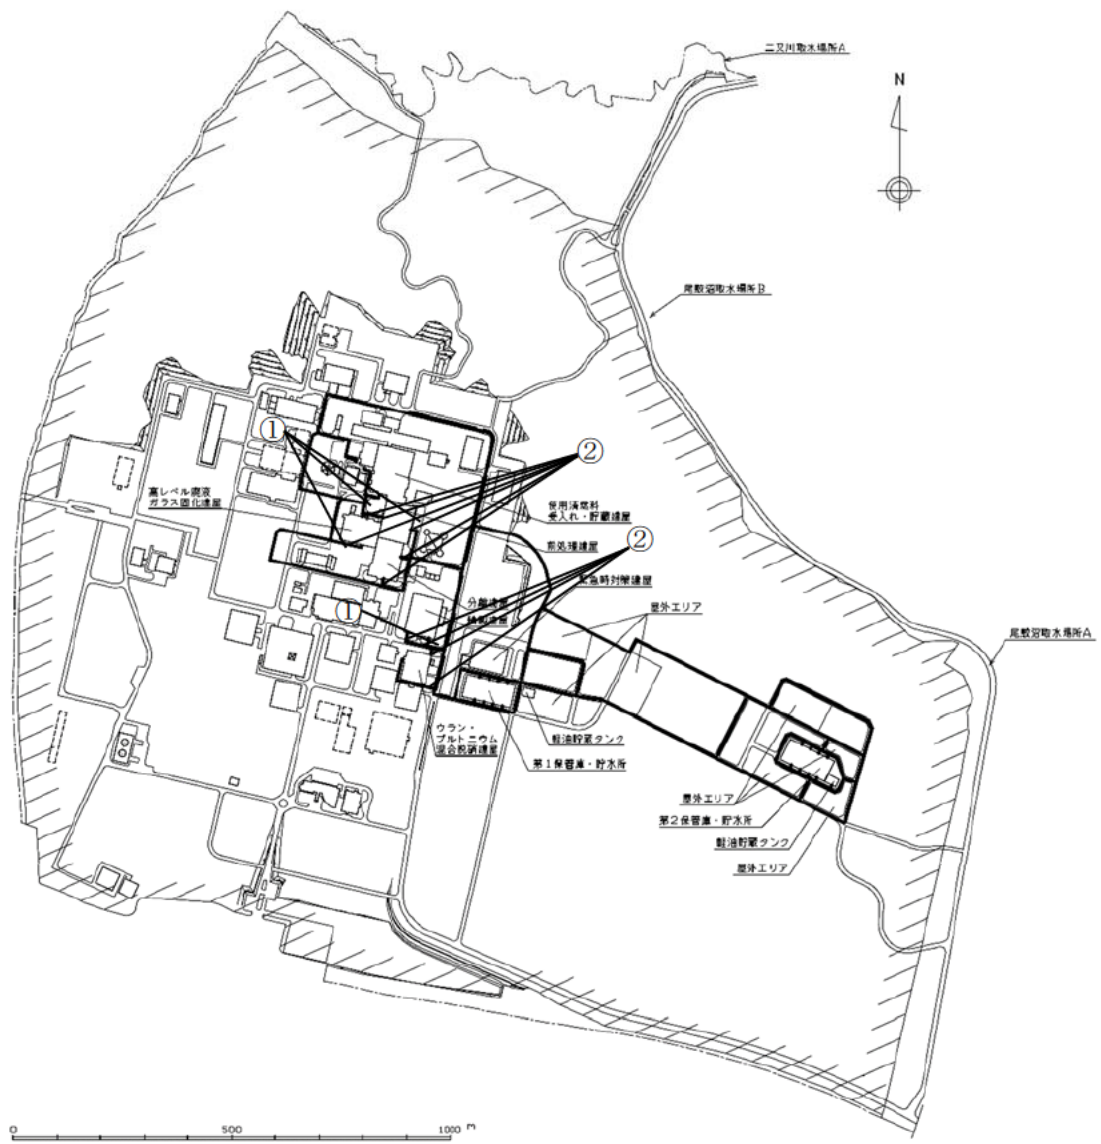 二又川取水場所A
N
尾駮沼取水場所B
①
②
高レベル廃液
ガラス固化建屋
使用済燃料
受入れ・貯蔵建屋
前処理建屋
②
緊急時対策建屋
①
分離建屋
精製建屋
屋外エリア
尾駮沼取水場所A
ウラン・
プルトニウム
混合脱硝建屋
軽油貯蔵タンク
第1保管庫・貯水所
屋外エリア
第2保管庫・貯水所
軽油貯蔵タンク
屋外エリア
0 500 1000 m